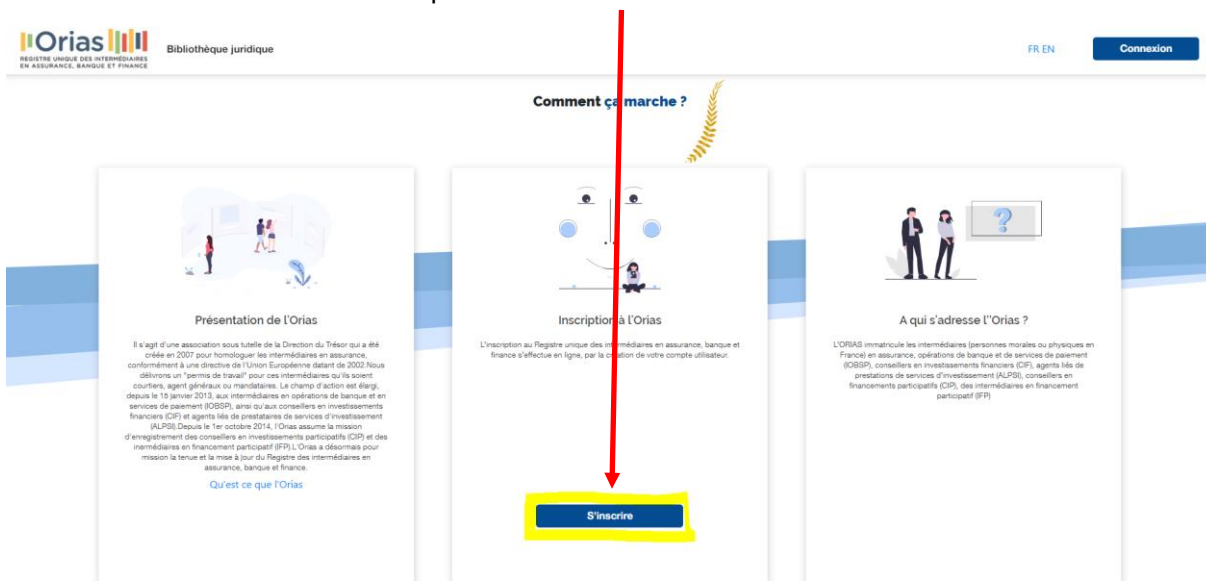 Orias
REGISTRE UNIQUE DES INTERMÉDIAIRES
EN ASSURANCE, BANQUE ET FINANCE
Bibliothèque juridique
FR EN
Connexion
Comment ça marche ?
Présentation de l'Orias
Il s'agit d'une association sous tutelle de la Direction du Trésor qui a été
créée en 2007 pour homologuer les intermédiaires en assurance,
conformément à une directive de l'Union Européenne datant de 2002.Nous
délivrons un "permis de travail" pour ces intermédiaires qu'ils soient
courtiers, agent généraux ou mandataires. Le champ d'action est élargi,
depuis le 15 janvier 2013, aux intermédiaires en opérations de banque et en
services de paiement (IOBSP), ainsi qu'aux conseillers en investissements
financiers (CIF) et agents liés de prestataires de services d'investissement
(ALPSI).Depuis le 1er octobre 2014, l'Orias assume la mission
d'enregistrement des conseillers en investissements participatifs (CIP) et des
inermédiaires en financement participatif (IFP).L'Orias a désormais pour
mission la tenue et la mise à jour du Registre des intermédiaires en
assurance, banque et finance.
Qu'est ce que l'Orias
Inscription à l'Orias
L'inscription au Registre unique des intermédiaires en assurance, banque et
finance s'effectue en ligne, par la création de votre compte utilisateur.
S'inscrire
A qui s'adresse l''Orias ?
L'ORIAS immatricule les intermédiaires (personnes morales ou physiques en
France) en assurance, opérations de banque et de services de paiement
(IOBSP), conseillers en investissements financiers (CIF), agents liés de
prestations de services d'investissement (ALPSI), conseillers en
financements participatifs (CIP), des intermédiaires en financement
participatif (IFP)